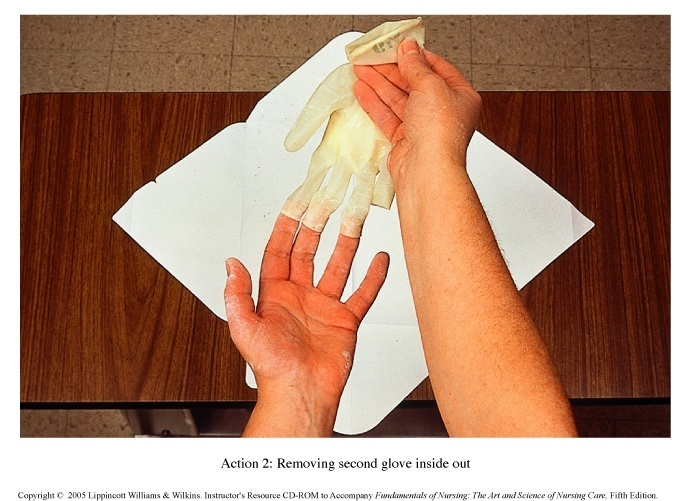 Action 2: Removing second glove inside out
Copyright © 2005 Lippincott Williams & Wilkins. Instructor's Resource CD-ROM to Accompany Fundamentals of Nursing: The Art and Science of Nursing Care, Fifth Edition.